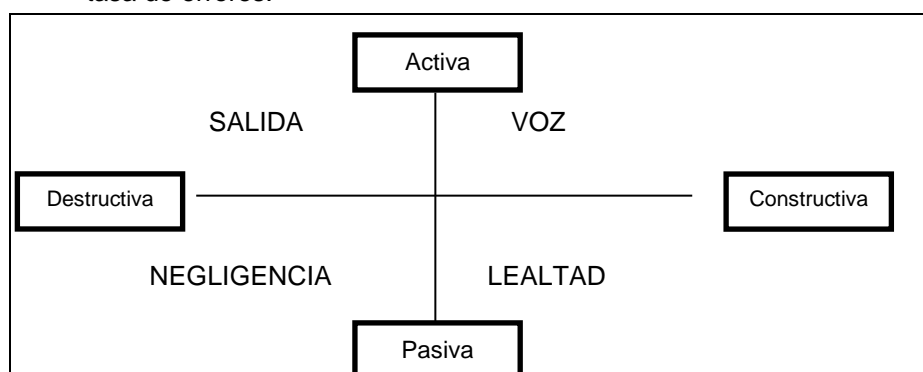 tasa de errores.
Activa
SALIDA VOZ
Destructiva Constructiva
NEGLIGENCIA LEALTAD
Pasiva